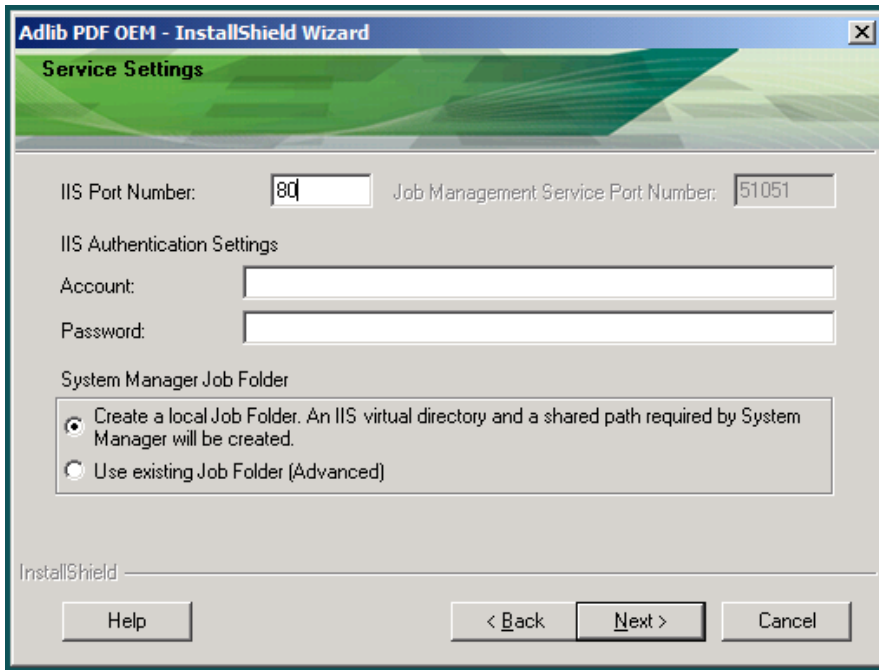 Adlib PDF OEM - InstallShield Wizard
Service Settings
IIS Port Number: 80 Job Management Service Port Number: 51051
IIS Authentication Settings
Account:
Password:
System Manager Job Folder
Create a local Job Folder. An IIS virtual directory and a shared path required by System
Manager will be created.
Use existing Job Folder (Advanced)
InstallShield
Help < Back Next > Cancel